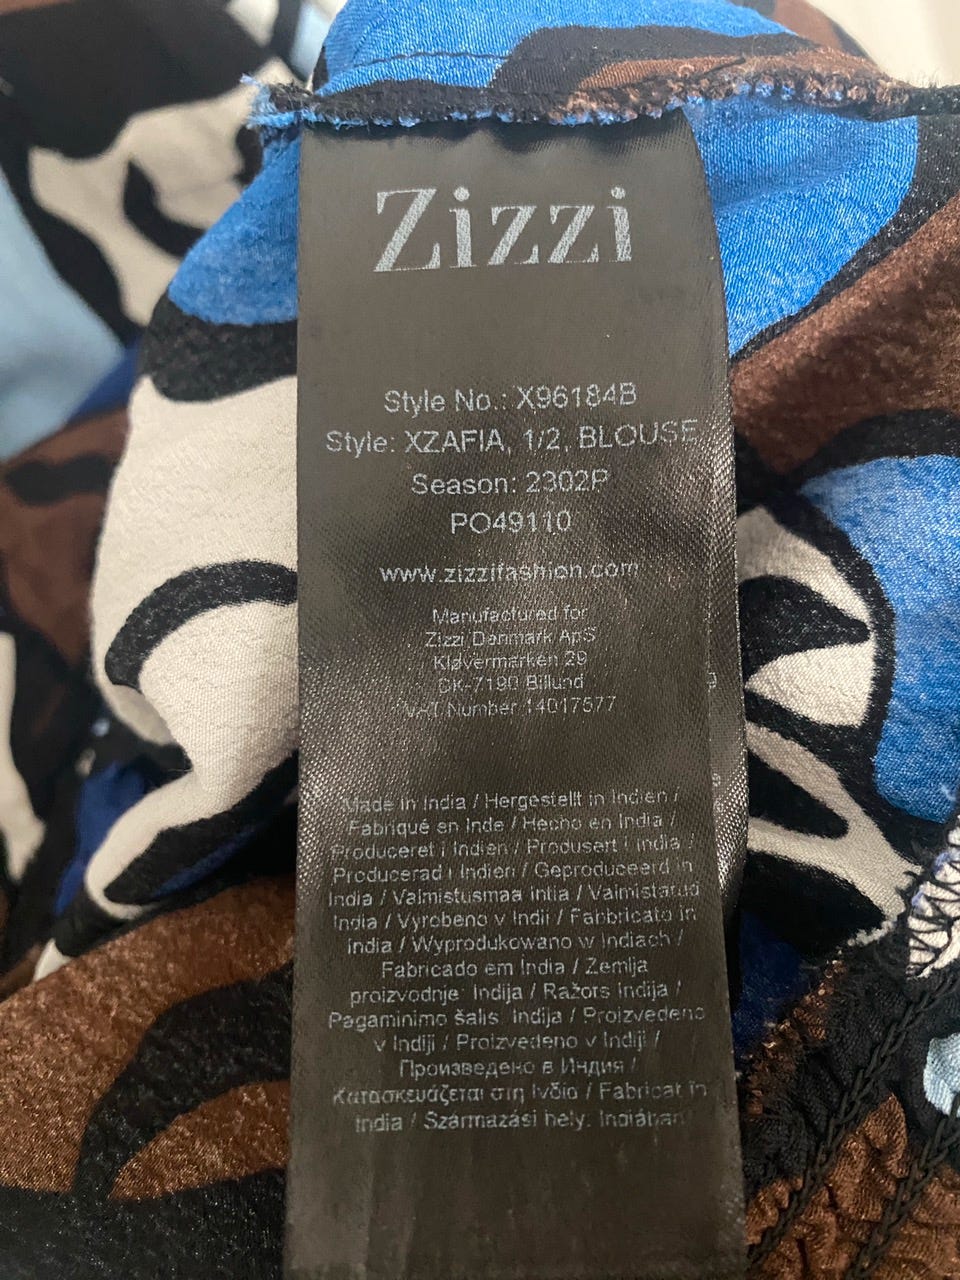 Zizzi
Style No.: X96184B
Style: XZAFIA, 1/2, BLOUSE
Season: 2302P
PO49110
www.zizzifashion.com
Manufactured for
Zizzi Denmark ApS
Kløvermarken 29
DK-7190 Billund
VAT Number 14017577
Made in India / Hergestellt in Indien /
Fabriqué en Inde / Hecho en India /
Produceret i Indien / Produsert i India /
Producerad i Indien / Geproduceerd in
India / Valmistusmaa Intia / Valmistatud
India / Vyrobeno v Indii / Fabbricato in
India / Wyprodukowano w Indiach /
Fabricado em India / Zemlja
proizvodnje: Indija / Ražots Indija /
Pagaminimo šalis: Indija / Proizvedeno
v Indiji / Proizvedeno v Indiji /
Произведено в Индия /
Κατασκευάζεται στη Ινδία / Fabricat în
India / Származási hely: Indiában